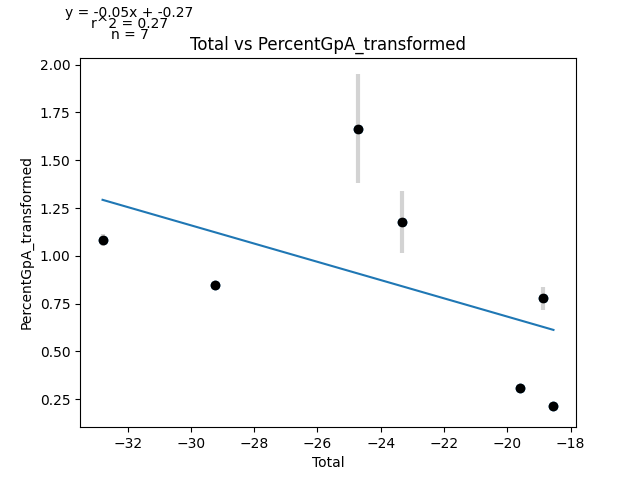 y = -0.05x + -0.27
r^2 = 0.27
n = 7
Total vs PercentGpA_transformed
2.00
1.75
1.50
1.25
1.00
0.75
0.50
0.25
PercentGpA_transformed
−32 −30 −28 −26 −24 −22 −20 −18
Total